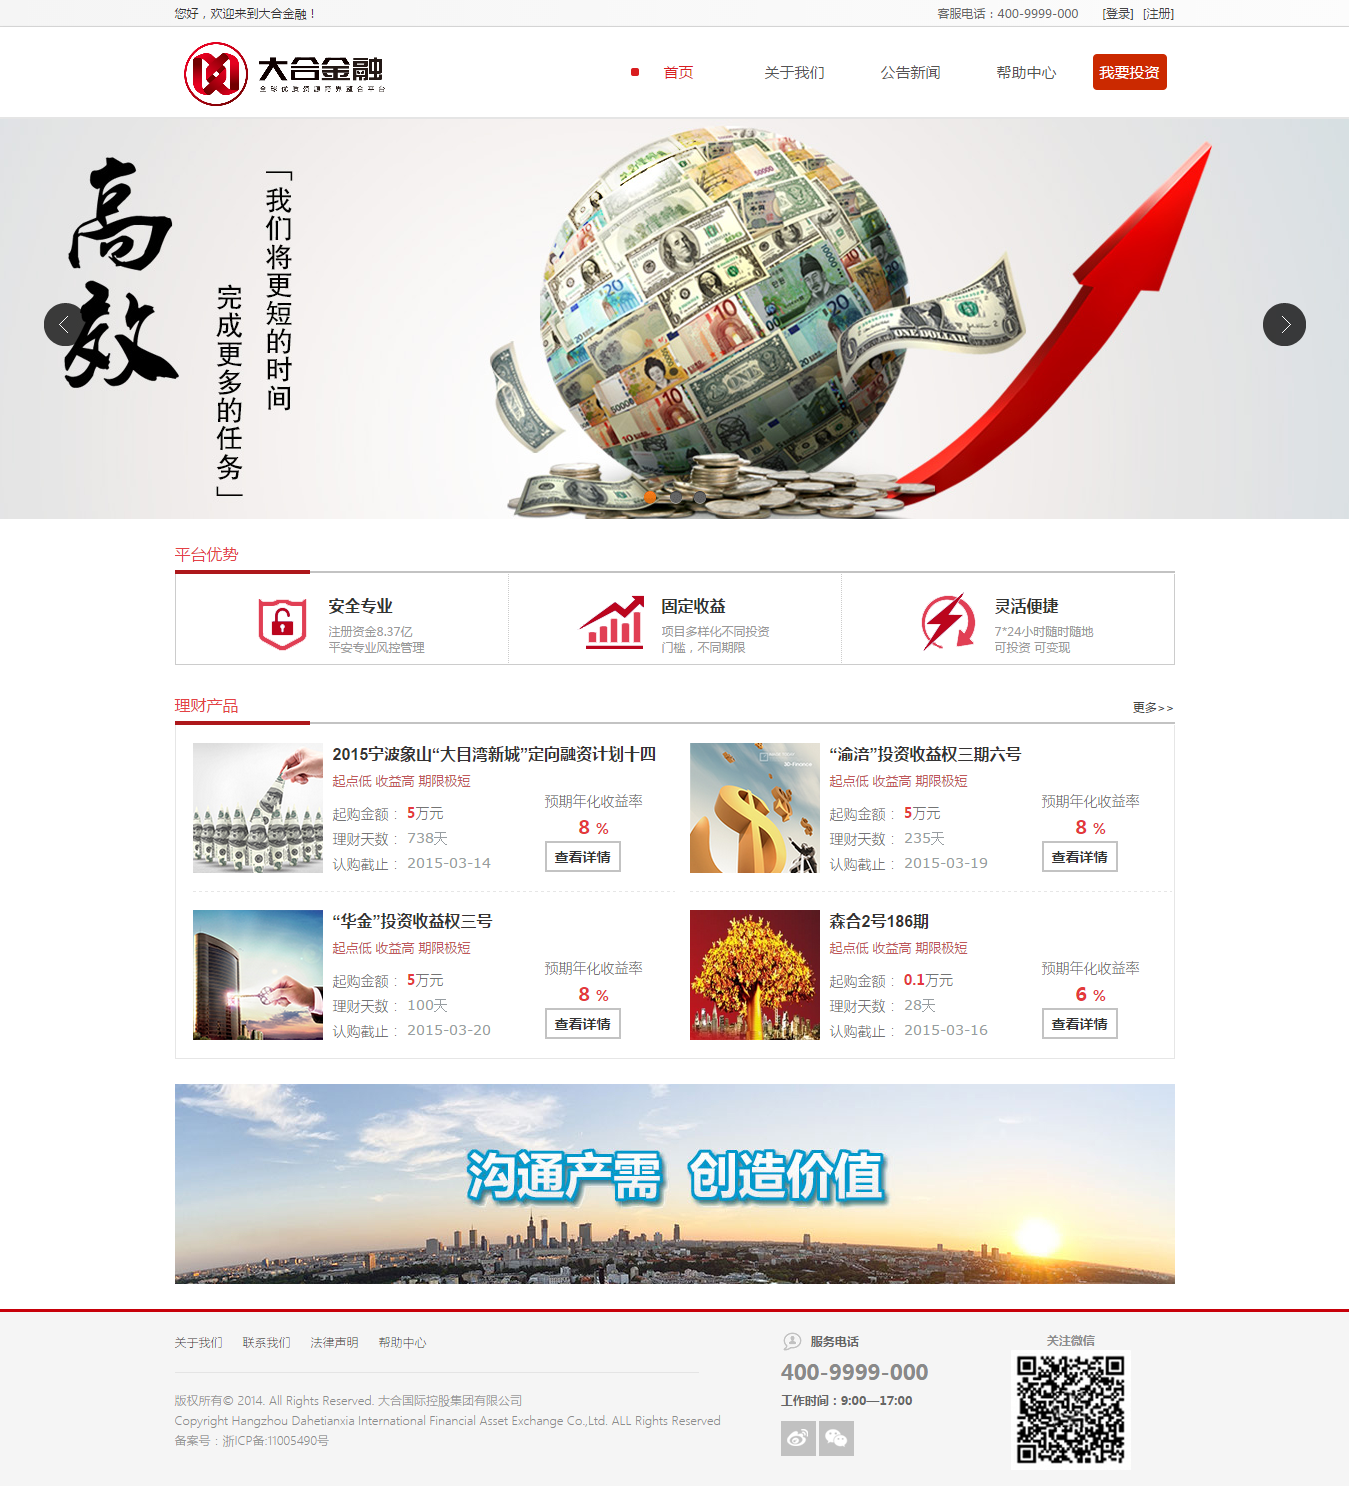 您好，欢迎来到大合金融！
客服电话：400-9999-000 [登录] [注册]
大合金融
全球优质资源跨界融合平台
首页 关于我们 公告新闻 帮助中心 我要投资
高效
「我们将更短的时间
完成更多的任务」
平台优势
安全专业
注册资金8.37亿
平安专业风控管理
固定收益
项目多样化不同投资
门槛，不同期限
灵活便捷
7*24小时随时随地
可投资 可变现
理财产品
更多>>
2015宁波象山“大目湾新城”定向融资计划十四
起点低 收益高 期限极短
起购金额： 5万元
理财天数： 738天
认购截止： 2015-03-14
预期年化收益率
8 %
查看详情
“渝涪”投资收益权三期六号
起点低 收益高 期限极短
起购金额： 5万元
理财天数： 235天
认购截止： 2015-03-19
预期年化收益率
8 %
查看详情
“华金”投资收益权三号
起点低 收益高 期限极短
起购金额： 5万元
理财天数： 100天
认购截止： 2015-03-20
预期年化收益率
8 %
查看详情
森合2号186期
起点低 收益高 期限极短
起购金额： 0.1万元
理财天数： 28天
认购截止： 2015-03-16
预期年化收益率
6 %
查看详情
沟通产需 创造价值
关于我们 联系我们 法律声明 帮助中心
版权所有© 2014. All Rights Reserved. 大合国际控股集团有限公司
Copyright Hangzhou Dahetianxia International Financial Asset Exchange Co.,Ltd. ALL Rights Reserved
备案号：浙ICP备:11005490号
服务电话
400-9999-000
工作时间：9:00—17:00
关注微信